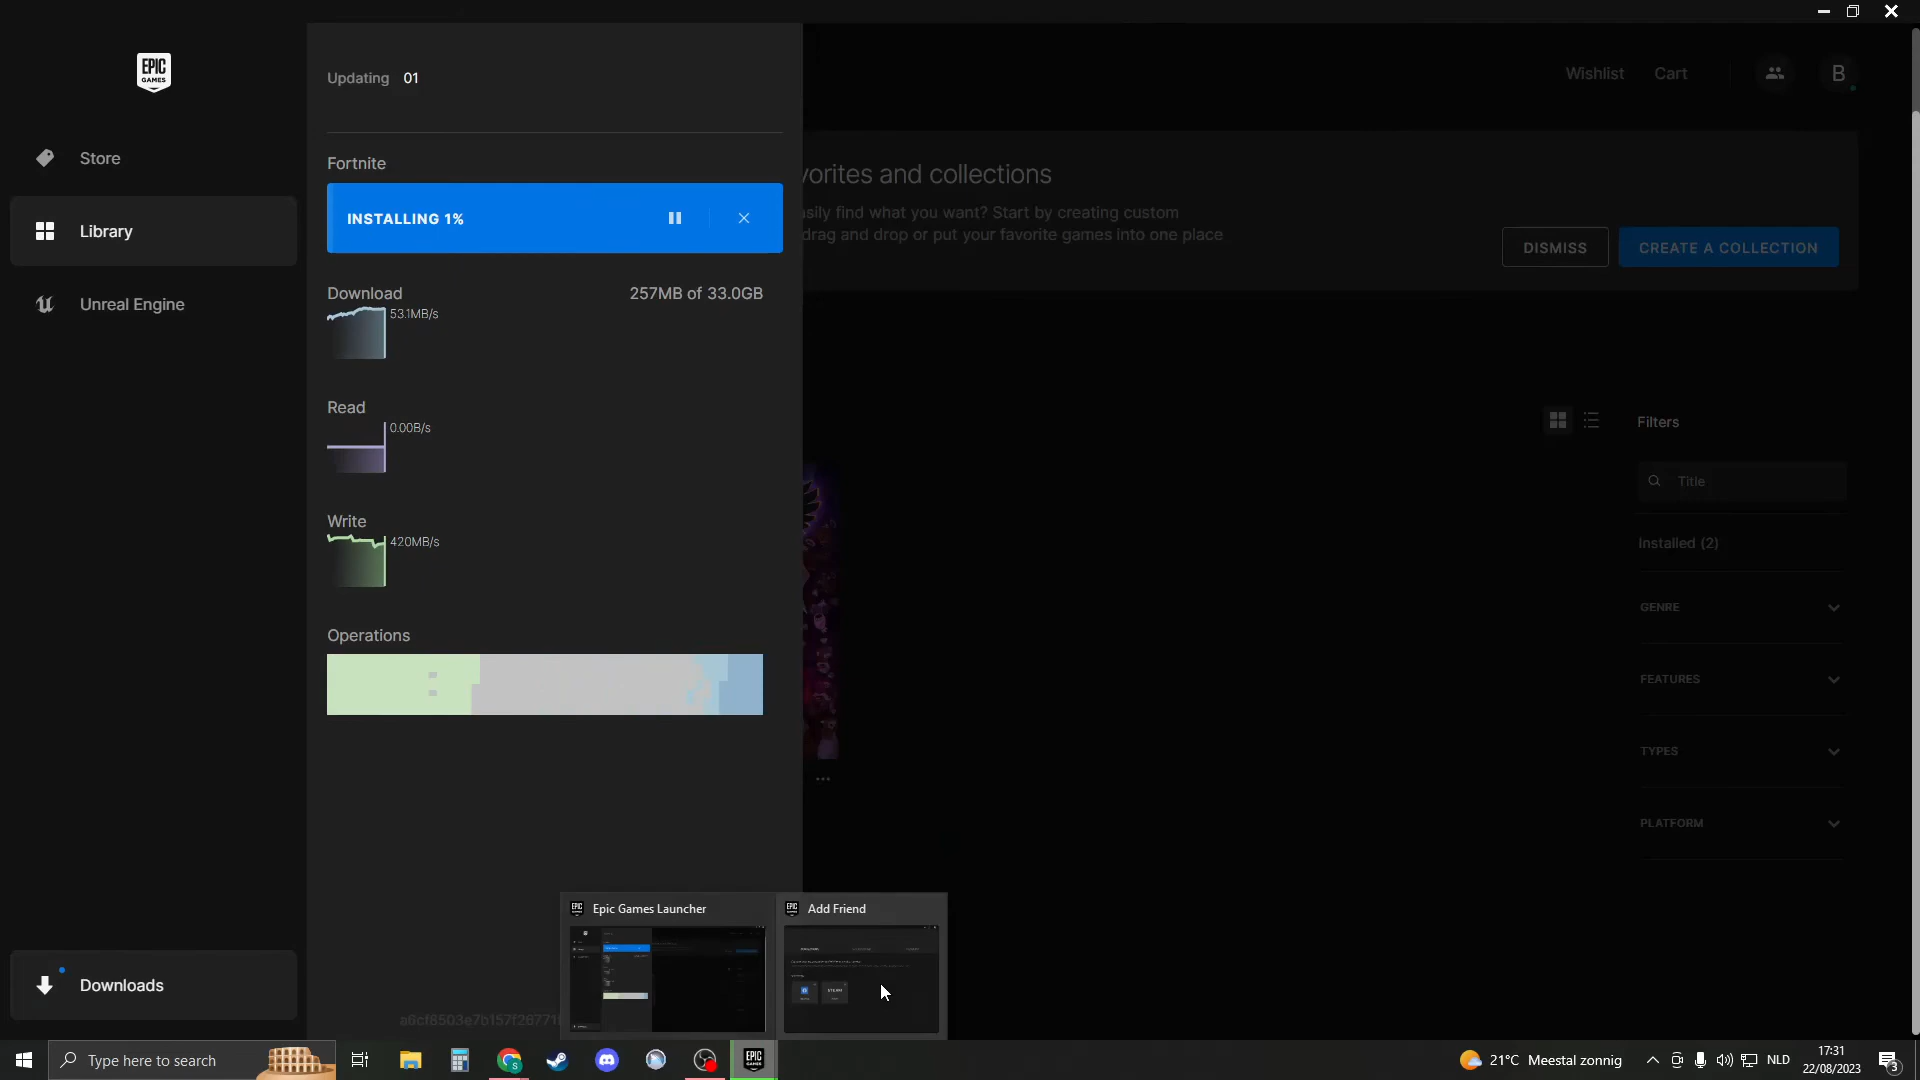 EPIC
GAMES
Store
Library
Unreal Engine
Downloads
Updating 01
Fortnite
INSTALLING 1%
Download 257MB of 33.0GB
53.1MB/s
Read
0.00B/s
Write
420MB/s
Operations
Wishlist Cart B
vorites and collections
asily find what you want? Start by creating custom
drag and drop or put your favorite games into one place
DISMISS CREATE A COLLECTION
Filters
Title
Installed (2)
GENRE
FEATURES
TYPES
PLATFORM
Epic Games Launcher
Add Friend
STEAM
Type here to search
21°C Meestal zonnig
NLD
17:31
22/08/2023
3